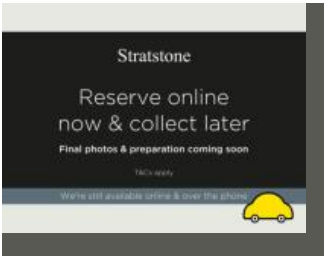 Stratstone
Reserve online
now & collect later
Final photos & preparation coming soon
T&Cs apply
We're still available online & over the phone